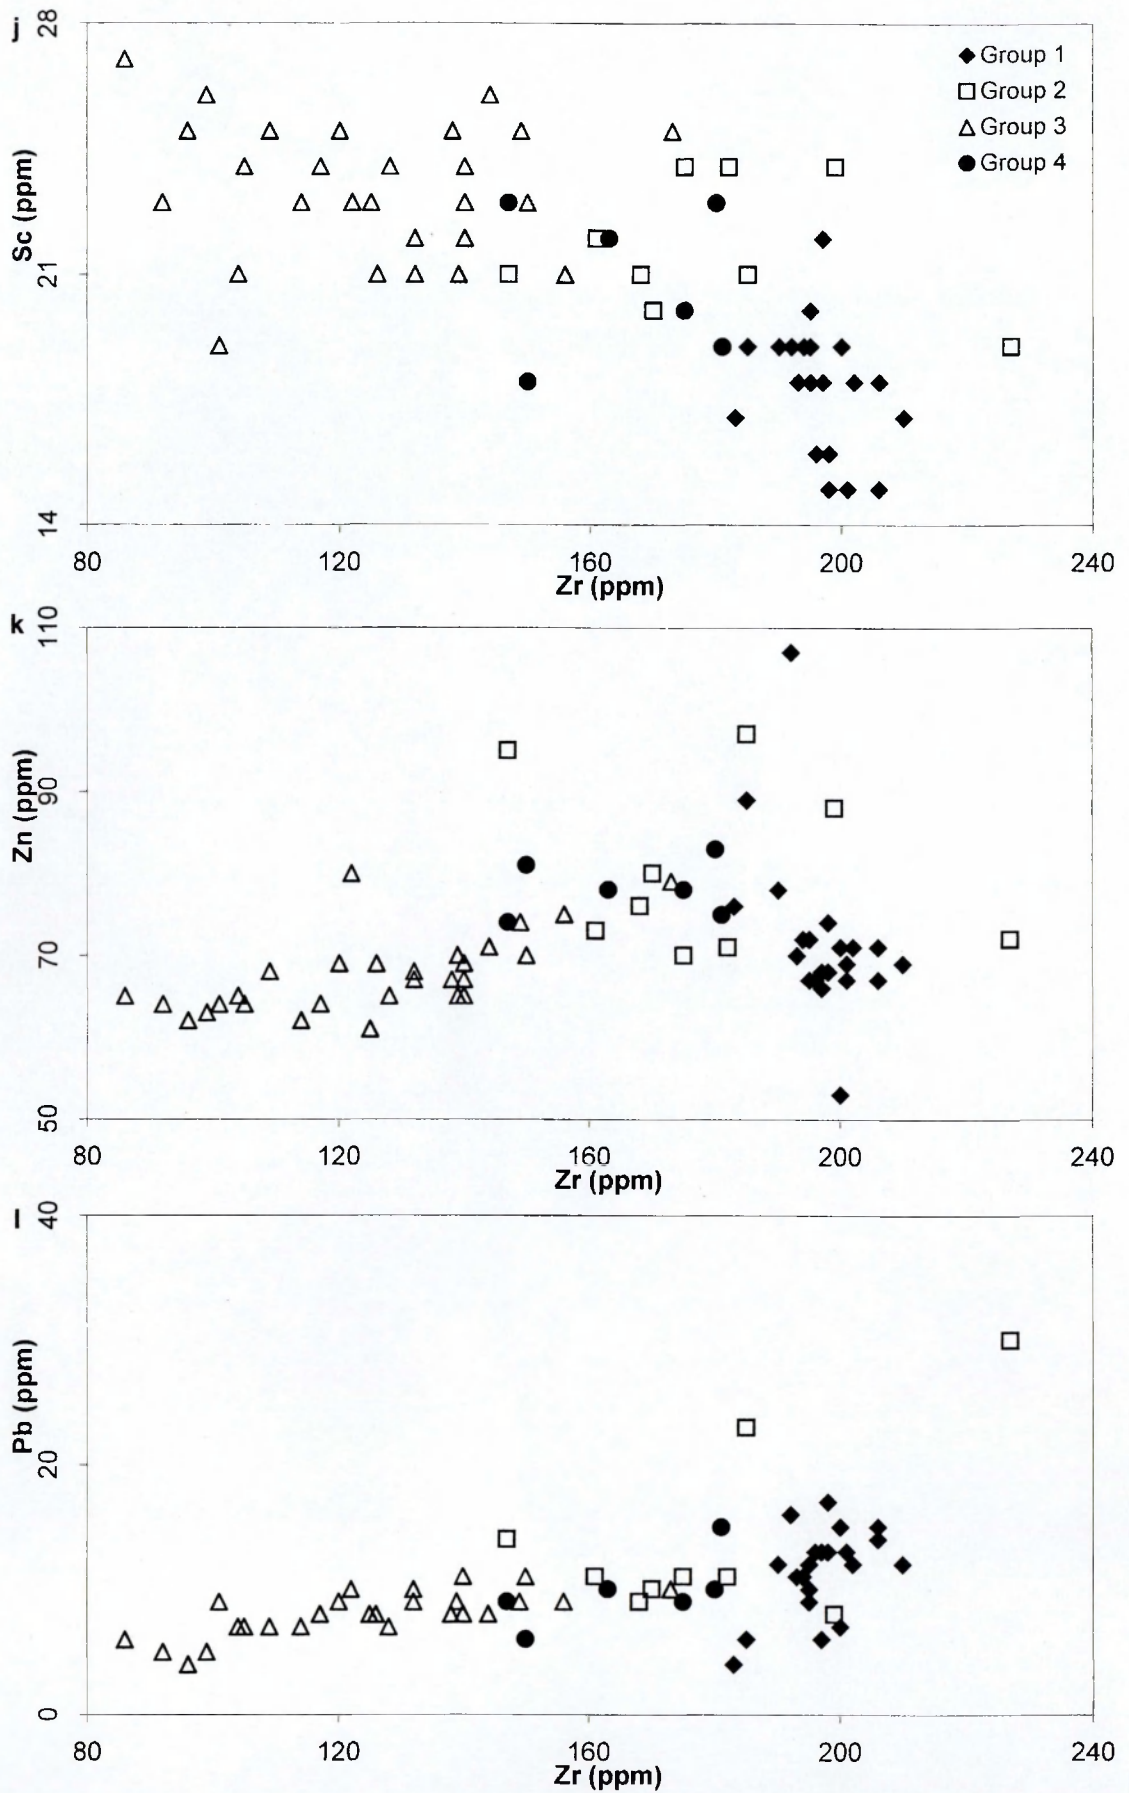 j
28
21
14
Sc (ppm)
Group 1
Group 2
Group 3
Group 4
80 120 160 200 240
Zr (ppm)
k
110
90
70
50
Zn (ppm)
80 120 160 200 240
Zr (ppm)
l
40
20
0
Pb (ppm)
80 120 160 200 240
Zr (ppm)